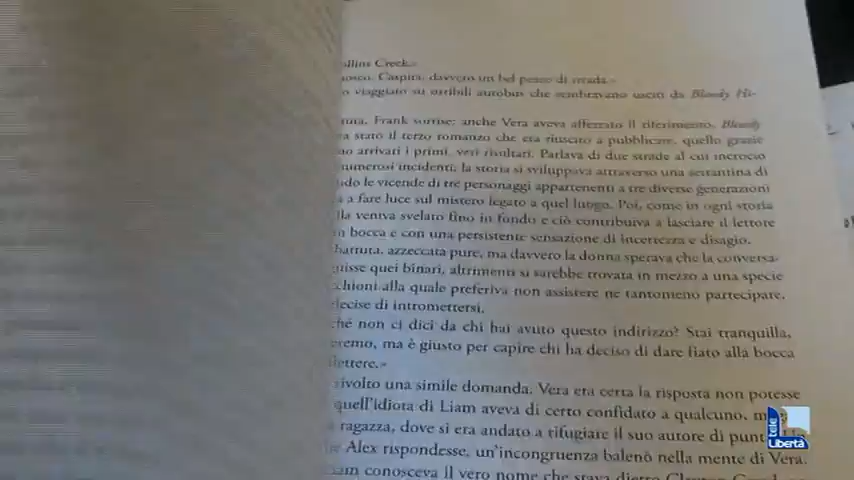 ollins Creek.»
Caspita, davvero un bel pezzo di strada.»
o viaggiato su orribili autobus che sembravano usciti da Bloody Hi-
Frank sorrise: anche Vera aveva afferrato il riferimento. Bloody
ra stato il terzo romanzo che era riuscito a pubblicare, quello grazie
no arrivati i primi, veri risultati. Parlava di due strade al cui incrocio
numerosi incidenti; la storia si sviluppava attraverso una settantina di
ndo le vicende di tre personaggi appartenenti a tre diverse generazioni
a a fare luce sul mistero legato a quel luogo. Poi, come in ogni storia
lla veniva svelato fino in fondo e ciò contribuiva a lasciare il lettore
n bocca e con una persistente sensazione di incertezza e disagio.
battuta, azzeccata pure, ma davvero la donna sperava che la conversa-
uisse quei binari, altrimenti si sarebbe trovata in mezzo a una specie
chioni alla quale preferiva non assistere né tantomeno partecipare.
decise di intromettersi.
ché non ci dici da chi hai avuto questo indirizzo? Stai tranquilla,
eremo, ma è giusto per capire chi ha deciso di dare fiato alla bocca
lettere.»
rivolto una simile domanda, Vera era certa la risposta non potesse
quell'idiota di Liam aveva di certo confidato a qualcuno,
ragazza, dove si era andato a rifugiare il suo autore di
Alex rispondesse, un'incongruenza balenò nella mente di Vera.
conosceva il vero nome che stava dietro
tele
Libertà